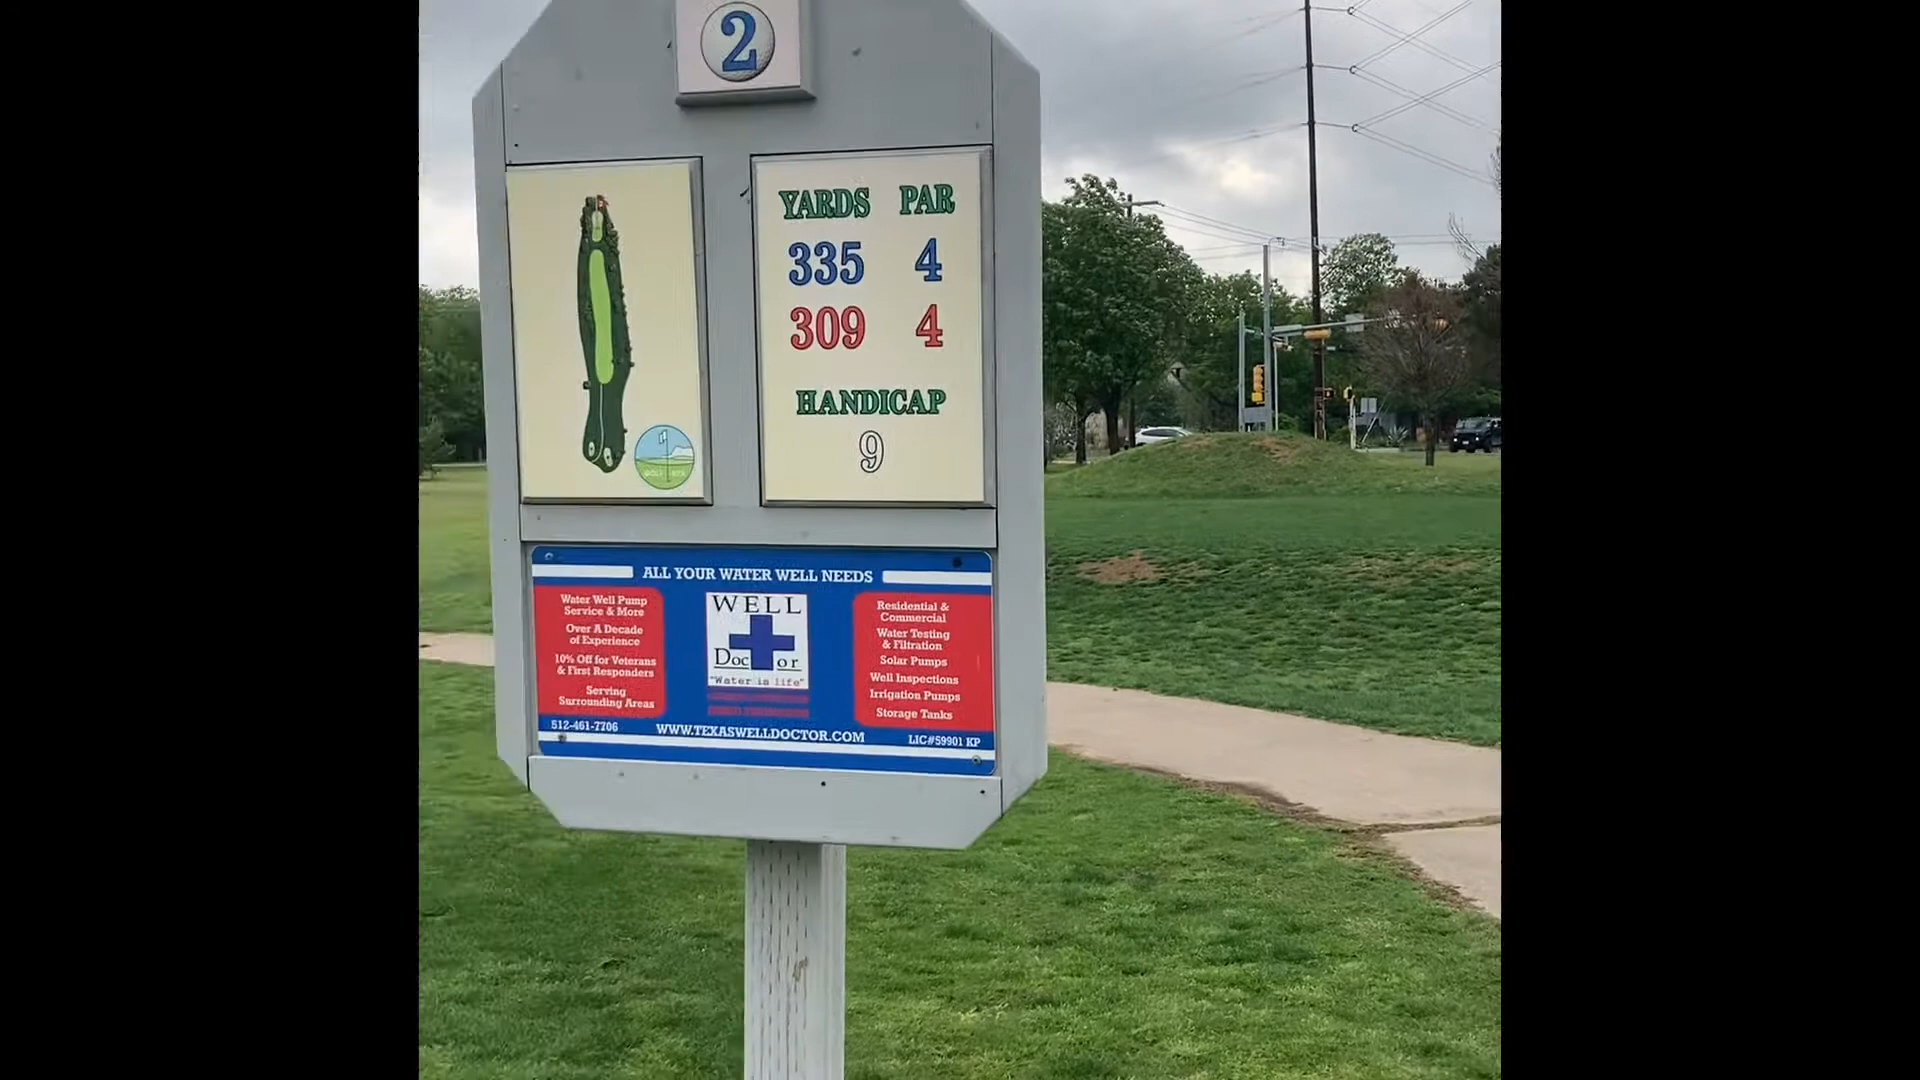 2
YARDS PAR
335 4
309 4
HANDICAP
9
ALL YOUR WATER WELL NEEDS
Water Well Pump
Service & More
Over A Decade
of Experience
10% Off for Veterans
& First Responders
Serving
Surrounding Areas
WELL
Doctor
"Water is life"
Residential &
Commercial
Water Testing
& Filtration
Solar Pumps
Well Inspections
Irrigation Pumps
Storage Tanks
512-461-7706
WWW.TEXASWELLDOCTOR.COM
LIC#59901 KP